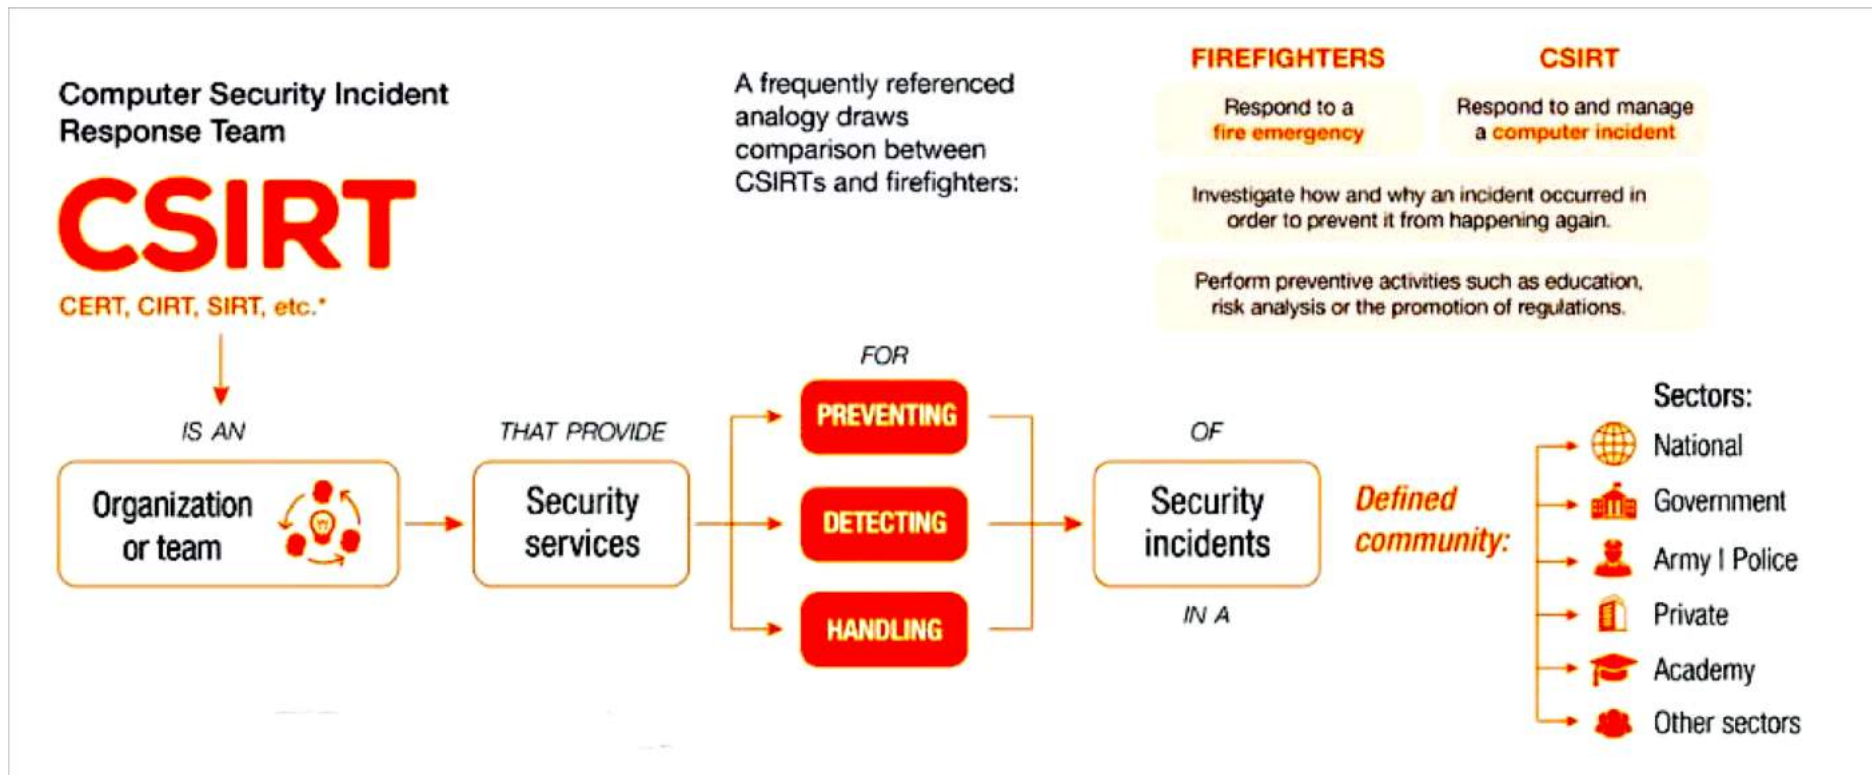 Computer Security Incident
Response Team
CSIRT
CERT, CIRT, SIRT, etc.*
A frequently referenced
analogy draws
comparison between
CSIRTs and firefighters:
FIREFIGHTERS
CSIRT
Respond to a
fire emergency
Respond to and manage
a computer incident
Investigate how and why an incident occurred in
order to prevent it from happening again.
Perform preventive activities such as education,
risk analysis or the promotion of regulations.
IS AN
Organization
or team
THAT PROVIDE
Security
services
FOR
PREVENTING
DETECTING
HANDLING
OF
Security
incidents
IN A
Defined
community:
Sectors:
National
Government
Army | Police
Private
Academy
Other sectors